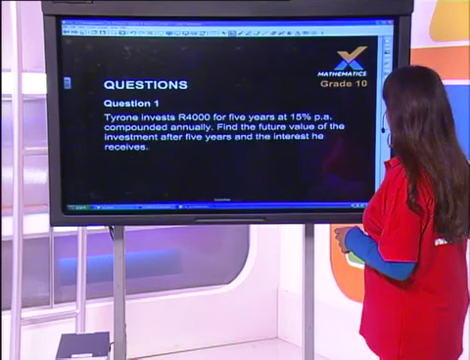 X
MATHEMATICS
Grade 10
QUESTIONS
Question 1
Tyrone invests R4000 for five years at 15% p.a.
compounded annually. Find the future value of the
investment after five years and the interest he
receives.